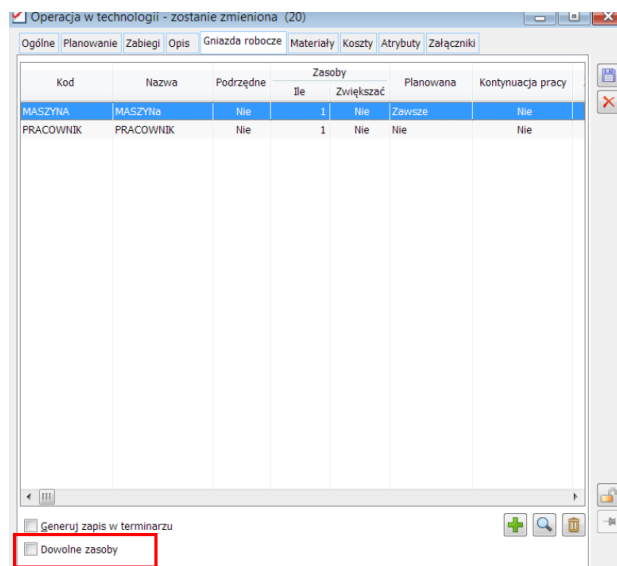 Operacja w technologii - zostanie zmieniona (20)
Ogólne Planowanie Zabiegi Opis Gniazda robocze Materiały Koszty Atrybuty Załączniki
Kod Nazwa Podrzędne Zasoby Planowana Kontynuacja pracy
Ile Zwiększać
MASZYNA MASZYNa Nie 1 Nie Zawsze Nie
PRACOWNIK PRACOWNIK Nie 1 Nie Nie Nie
Generuj zapis w terminarzu
Dowolne zasoby